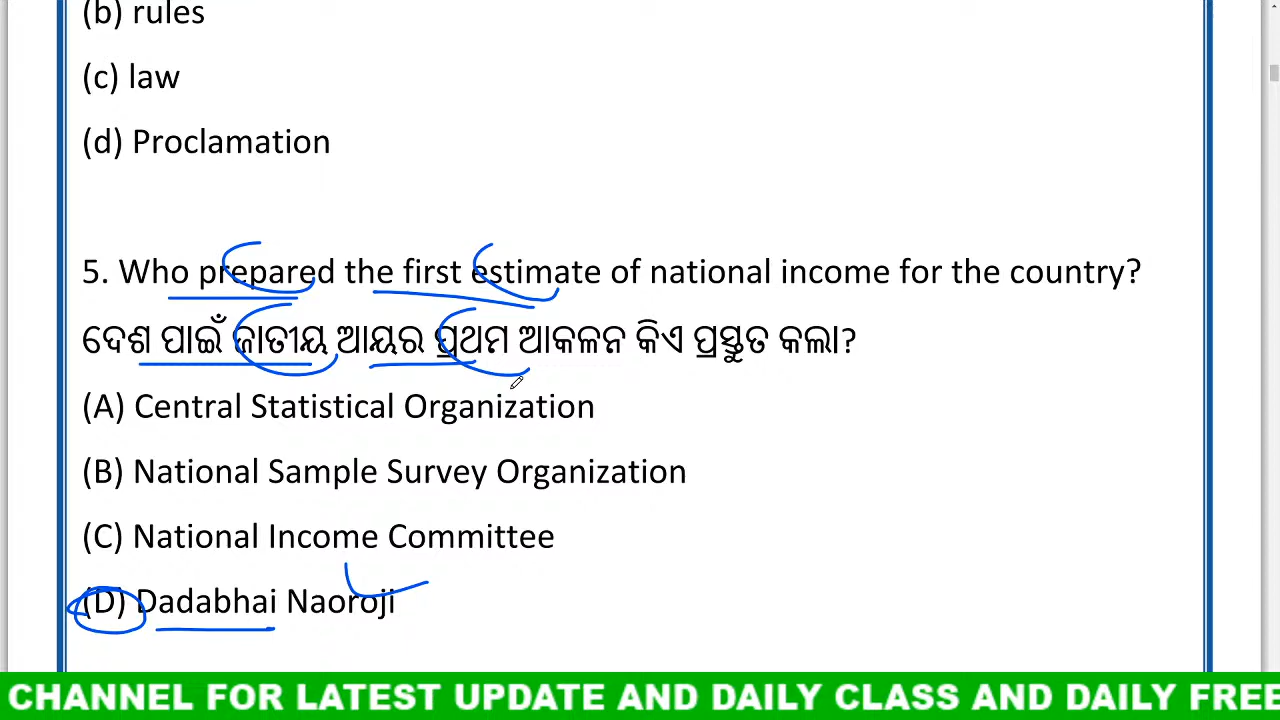 (b) rules
(c) law
(d) Proclamation
5. Who prepared the first estimate of national income for the country?
ଦେଶ ପାଇଁ ଜାତୀୟ ଆୟର ପ୍ରଥମ ଆକଳନ କିଏ ପ୍ରସ୍ତୁତ କଲା?
(A) Central Statistical Organization
(B) National Sample Survey Organization
(C) National Income Committee
(D) Dadabhai Naoroji
CHANNEL FOR LATEST UPDATE AND DAILY CLASS AND DAILY FREE